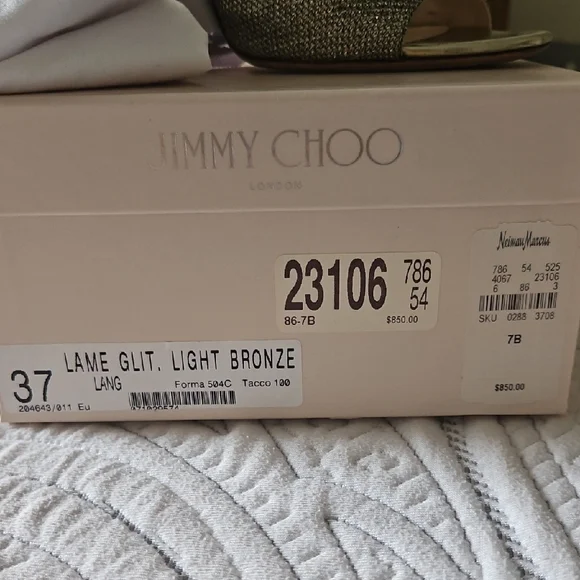 JIMMY CHOO
LONDON
23106 786
54
86-7B $850.00
Neiman Marcus
786 54 525
4067 23106
6 86 3
SKU 0288 3708
7B
$850.00
LAME GLIT. LIGHT BRONZE
37 LANG Forma 504C Tacco 100
204643/011 Eu